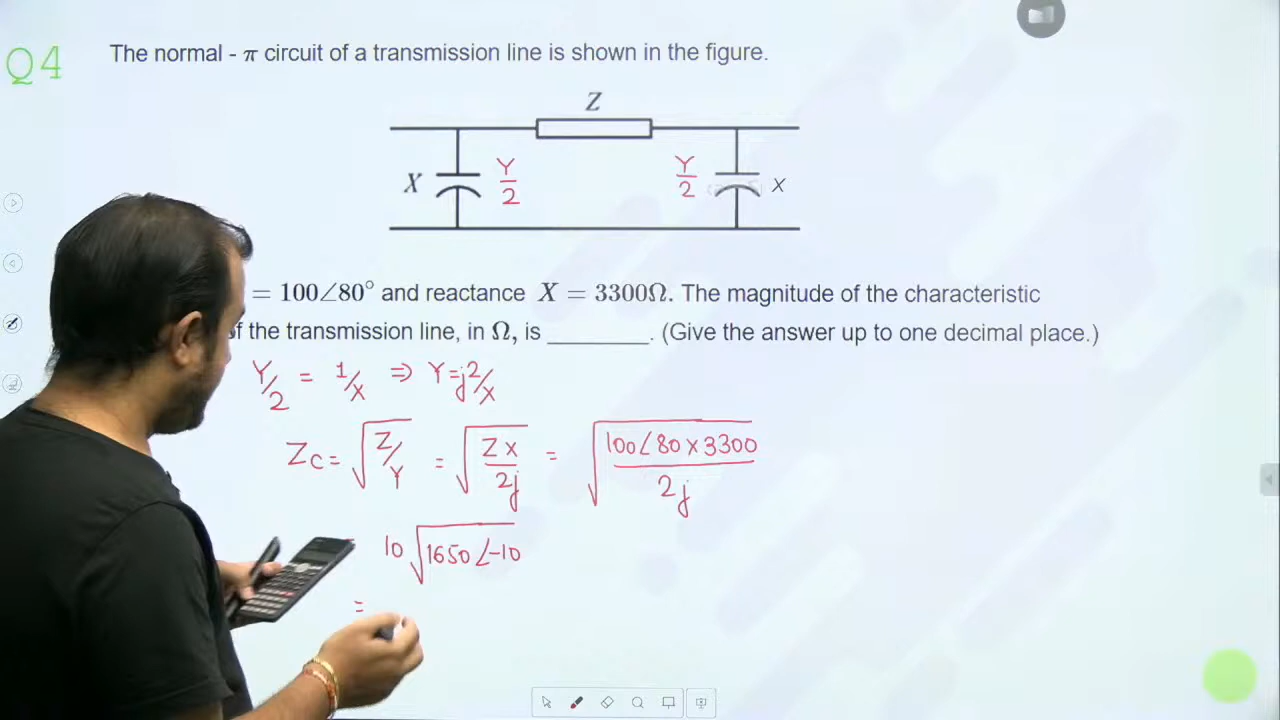 Q4
The normal - π circuit of a transmission line is shown in the figure.
Z
X
Y/2
Y/2
X
= 100∠80° and reactance X = 3300Ω. The magnitude of the characteristic
of the transmission line, in Ω, is ________. (Give the answer up to one decimal place.)
Y/2 = 1/X ⇒ Y=j2/X
Zc = √(Z/Y) = √(ZX/2j) = √(100∠80×3300/2j)
10√1650∠-10
=